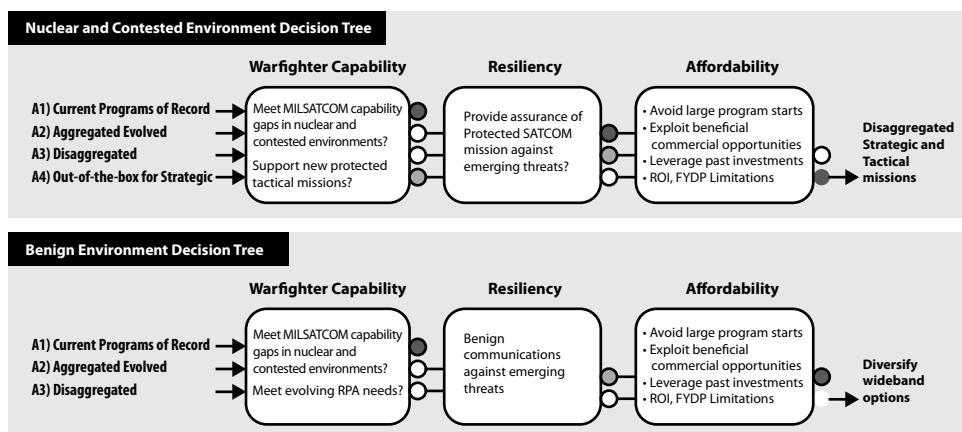 Nuclear and Contested Environment Decision Tree
Warfighter Capability
Resiliency
Affordability
A1) Current Programs of Record
A2) Aggregated Evolved
A3) Disaggregated
A4) Out-of-the-box for Strategic
Meet MILSATCOM capability
gaps in nuclear and
contested environments?
Support new protected
tactical missions?
Provide assurance of
Protected SATCOM
mission against
emerging threats?
• Avoid large program starts
• Exploit beneficial
commercial opportunities
• Leverage past investments
• ROI, FYDP Limitations
Disaggregated
Strategic and
Tactical
missions
Benign Environment Decision Tree
Warfighter Capability
Resiliency
Affordability
A1) Current Programs of Record
A2) Aggregated Evolved
A3) Disaggregated
Meet MILSATCOM capability
gaps in nuclear and
contested environments?
Meet evolving RPA needs?
Benign
communications
against emerging
threats
• Avoid large program starts
• Exploit beneficial
commercial opportunities
• Leverage past investments
• ROI, FYDP Limitations
Diversify
wideband
options